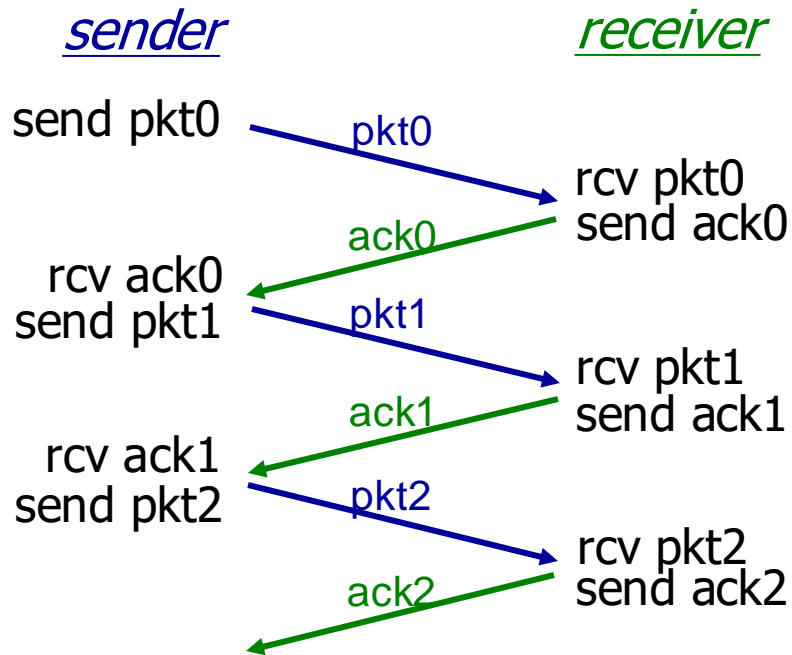 sender
receiver
send pkt0
pkt0
rcv pkt0
send ack0
ack0
rcv ack0
send pkt1
pkt1
rcv pkt1
send ack1
ack1
rcv ack1
send pkt2
pkt2
rcv pkt2
send ack2
ack2